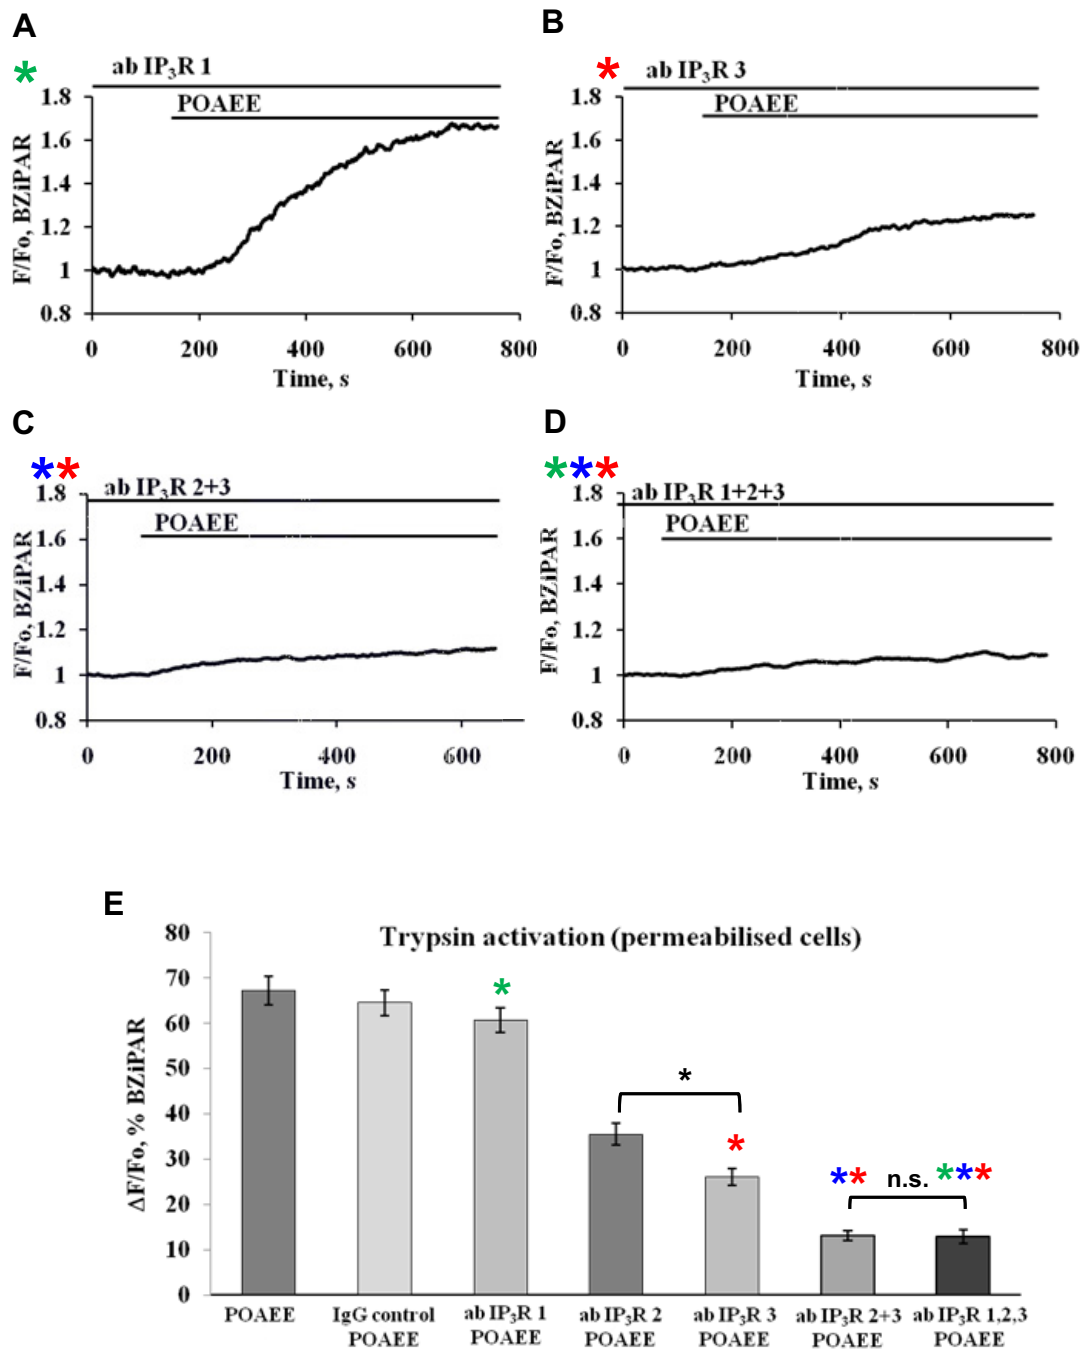 A
*
ab IP₃R 1
POAEE
F/Fo, BZiPAR
1.8
1.6
1.4
1.2
1
0.8
0 200 400 600 800
Time, s
B
*
ab IP₃R 3
POAEE
F/Fo, BZiPAR
1.8
1.6
1.4
1.2
1
0.8
0 200 400 600 800
Time, s
C
**
ab IP₃R 2+3
POAEE
F/Fo, BZiPAR
1.8
1.6
1.4
1.2
1
0.8
0 200 400 600
Time, s
D
***
ab IP₃R 1+2+3
POAEE
F/Fo, BZiPAR
1.8
1.6
1.4
1.2
1
0.8
0 200 400 600 800
Time, s
E
Trypsin activation (permeabilised cells)
ΔF/Fo, % BZiPAR
80
70
60
50
40
30
20
10
0
*
*
*
** n.s. ***
POAEE
IgG control
POAEE
ab IP₃R 1
POAEE
ab IP₃R 2
POAEE
ab IP₃R 3
POAEE
ab IP₃R 2+3
POAEE
ab IP₃R 1,2,3
POAEE